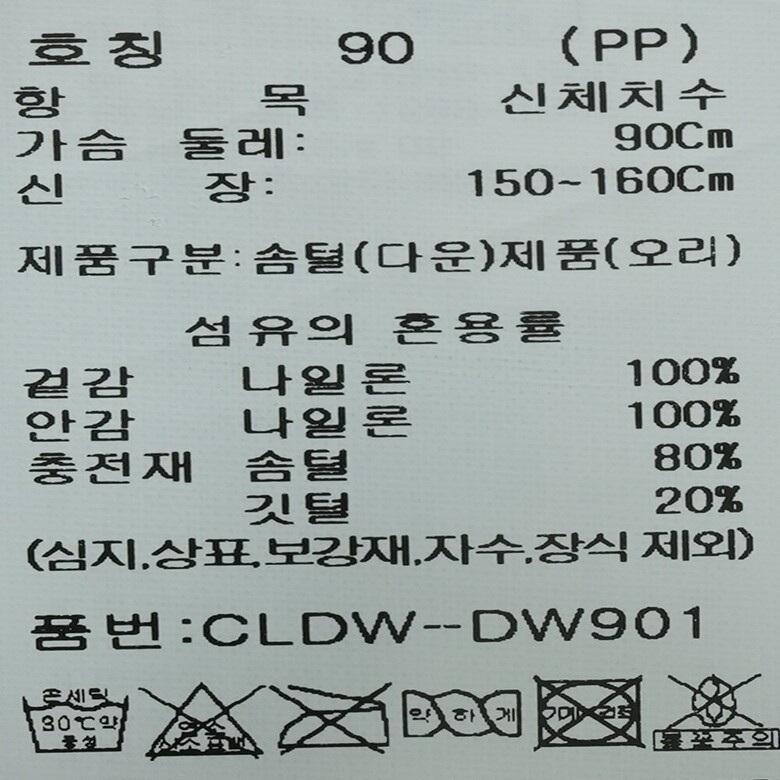 호칭 90 (PP)
항 목 신체치수
가슴 둘레: 90Cm
신 장: 150~160Cm
제품구분:솜털(다운)제품(오리)
섬유의 혼용률
겉감 나일론 100%
안감 나일론 100%
충전재 솜털 80%
깃털 20%
(심지,상표,보강재,자수,장식 제외)
품번:CLDW--DW901
손세탁
30℃약 약하게
중성 불꽃주의